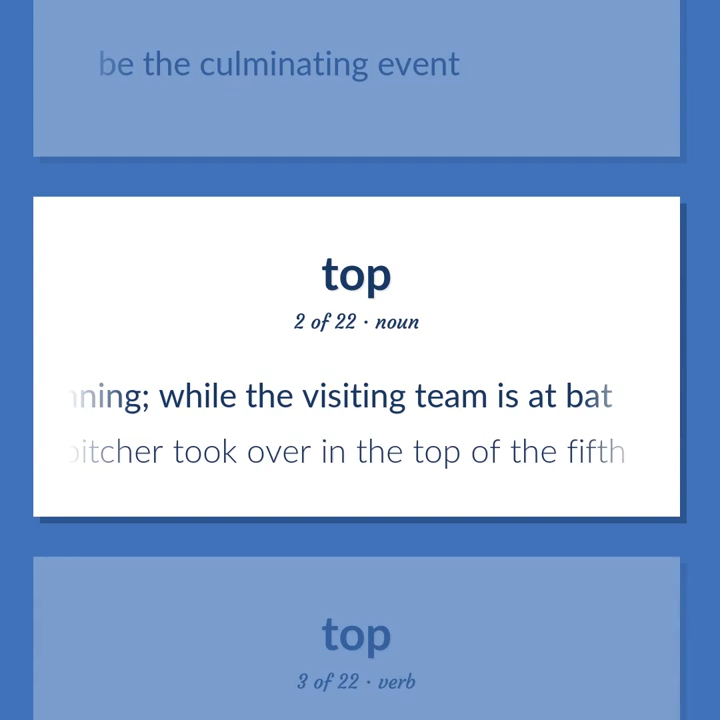 be the culminating event
top
2 of 22 · noun
nning; while the visiting team is at bat
pitcher took over in the top of the fifth
top
3 of 22 · verb